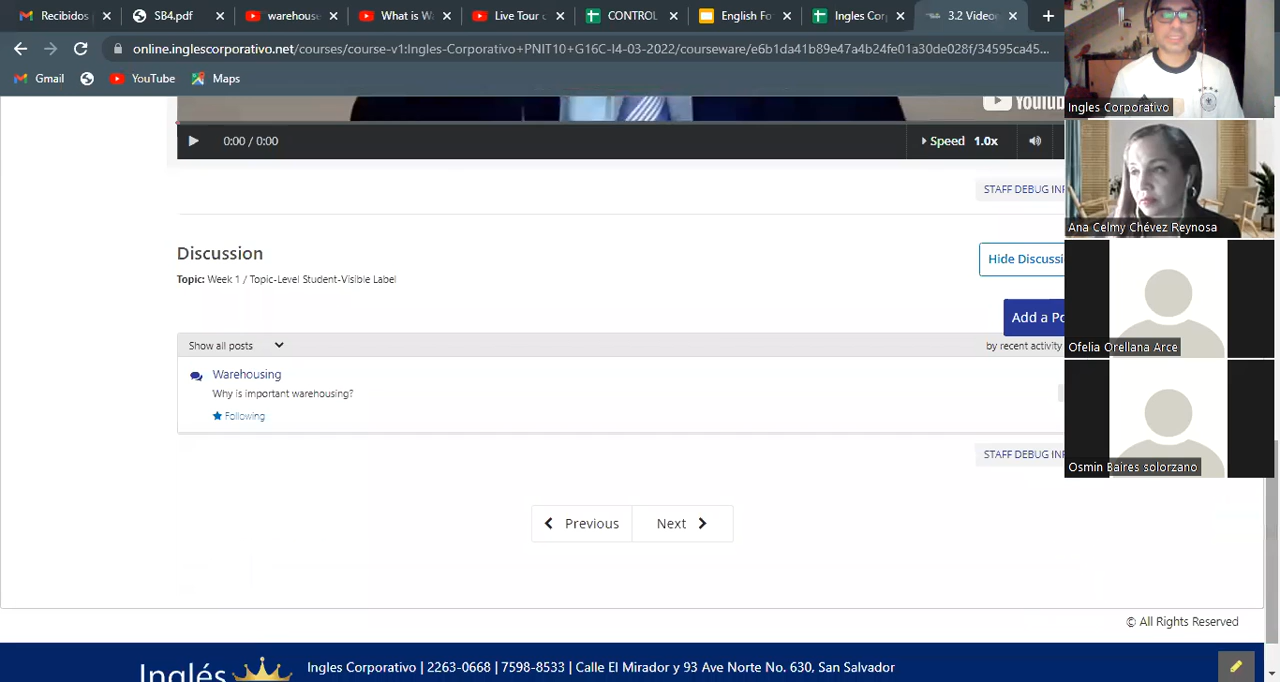 Recibidos
SB4.pdf
warehouse
What is W
Live Tour
CONTROL
English Fo
Ingles Cor
3.2 Video
online.inglescorporativo.net/courses/course-v1:Ingles-Corporativo+PNIT10+G16C-I4-03-2022/courseware/e6b1da41b89e47a4b24fe01a30de028f/34595ca45...
Gmail
YouTube
Maps
YouTube
0:00 / 0:00
Speed 1.0x
STAFF DEBUG INF
Discussion
Hide Discussi
Topic: Week 1 / Topic-Level Student-Visible Label
Add a Po
Show all posts
by recent activity
Warehousing
Why is important warehousing?
Following
STAFF DEBUG INF
Previous
Next
© All Rights Reserved
Inglés
Ingles Corporativo | 2263-0668 | 7598-8533 | Calle El Mirador y 93 Ave Norte No. 630, San Salvador
Ingles Corporativo
Ana Celmy Chévez Reynosa
Ofelia Orellana Arce
Osmin Baires solorzano